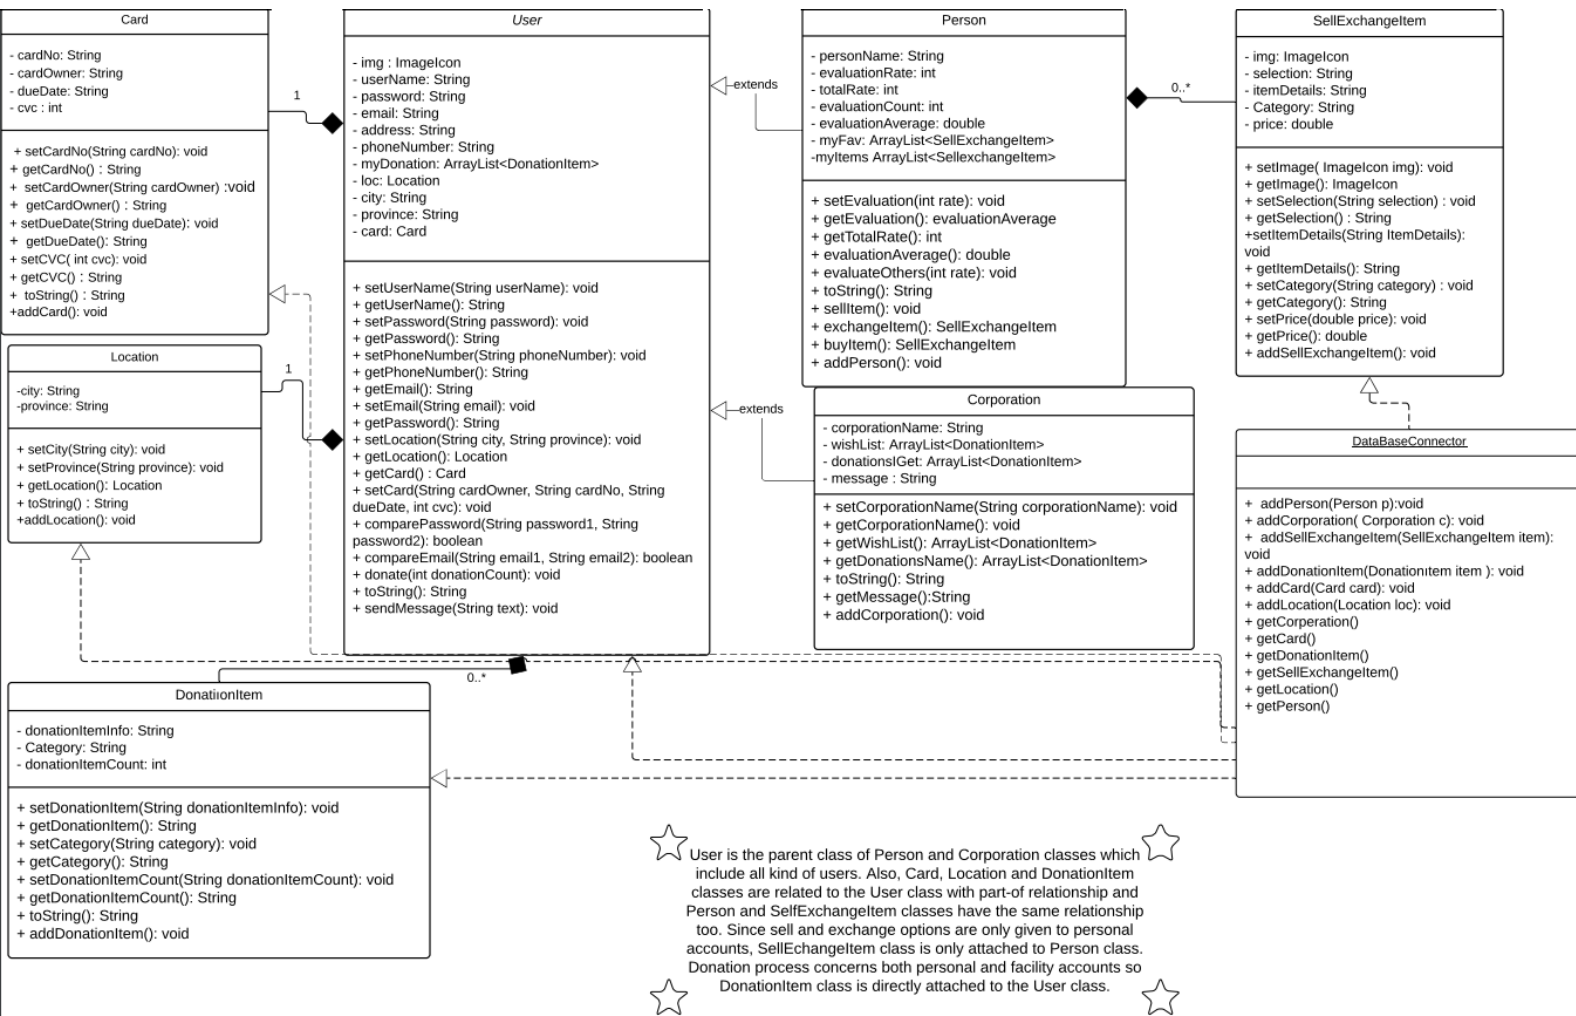 Card
- cardNo: String
- cardOwner: String
- dueDate: String
- cvc : int
+ setCardNo(String cardNo): void
+ getCardNo() : String
+ setCardOwner(String cardOwner) :void
+ getCardOwner() : String
+ setDueDate(String dueDate): void
+ getDueDate(): String
+ setCVC( int cvc): void
+ getCVC() : String
+ toString() : String
+addCard(): void
1
User
- img : ImageIcon
- userName: String
- password: String
- email: String
- address: String
- phoneNumber: String
- myDonation: ArrayList<DonationItem>
- loc: Location
- city: String
- province: String
- card: Card
+ setUserName(String userName): void
+ getUserName(): String
+ setPassword(String password): void
+ getPassword(): String
+ setPhoneNumber(String phoneNumber): void
+ getPhoneNumber(): String
+ getEmail(): String
+ setEmail(String email): void
+ getPassword(): String
+ setLocation(String city, String province): void
+ getLocation(): Location
+ getCard() : Card
+ setCard(String cardOwner, String cardNo, String
dueDate, int cvc): void
+ comparePassword(String password1, String
password2): boolean
+ compareEmail(String email1, String email2): boolean
+ donate(int donationCount): void
+ toString(): String
+ sendMessage(String text): void
extends
Person
- personName: String
- evaluationRate: int
- totalRate: int
- evaluationCount: int
- evaluationAverage: double
- myFav: ArrayList<SellExchangeItem>
-myItems ArrayList<SellexchangeItem>
+ setEvaluation(int rate): void
+ getEvaluation(): evaluationAverage
+ getTotalRate(): int
+ evaluationAverage(): double
+ evaluateOthers(int rate): void
+ toString(): String
+ sellItem(): void
+ exchangeItem(): SellExchangeItem
+ buyItem(): SellExchangeItem
+ addPerson(): void
0..*
SellExchangeItem
- img: ImageIcon
- selection: String
- itemDetails: String
- Category: String
- price: double
+ setImage( ImageIcon img): void
+ getImage(): ImageIcon
+ setSelection(String selection) : void
+ getSelection() : String
+setItemDetails(String ItemDetails):
void
+ getItemDetails(): String
+ setCategory(String category) : void
+ getCategory(): String
+ setPrice(double price): void
+ getPrice(): double
+ addSellExchangeItem(): void
Location
-city: String
-province: String
+ setCity(String city): void
+ setProvince(String province): void
+ getLocation(): Location
+ toString() : String
+addLocation(): void
1
extends
Corporation
- corporationName: String
- wishList: ArrayList<DonationItem>
- donationsIGet: ArrayList<DonationItem>
- message : String
+ setCorporationName(String corporationName): void
+ getCorporationName(): void
+ getWishList(): ArrayList<DonationItem>
+ getDonationsName(): ArrayList<DonationItem>
+ toString(): String
+ getMessage():String
+ addCorporation(): void
DataBaseConnector
+ addPerson(Person p):void
+ addCorporation( Corporation c): void
+ addSellExchangeItem(SellExchangeItem item):
void
+ addDonationItem(DonationItem item ): void
+ addCard(Card card): void
+ addLocation(Location loc): void
+ getCorperation()
+ getCard()
+ getDonationItem()
+ getSellExchangeItem()
+ getLocation()
+ getPerson()
0..*
DonatiionItem
- donationItemInfo: String
- Category: String
- donationItemCount: int
+ setDonationItem(String donationItemInfo): void
+ getDonationItem(): String
+ setCategory(String category): void
+ getCategory(): String
+ setDonationItemCount(String donationItemCount): void
+ getDonationItemCount(): String
+ toString(): String
+ addDonationItem(): void
User is the parent class of Person and Corporation classes which
include all kind of users. Also, Card, Location and DonationItem
classes are related to the User class with part-of relationship and
Person and SelfExchangeItem classes have the same relationship
too. Since sell and exchange options are only given to personal
accounts, SellEchangeItem class is only attached to Person class.
Donation process concerns both personal and facility accounts so
DonationItem class is directly attached to the User class.